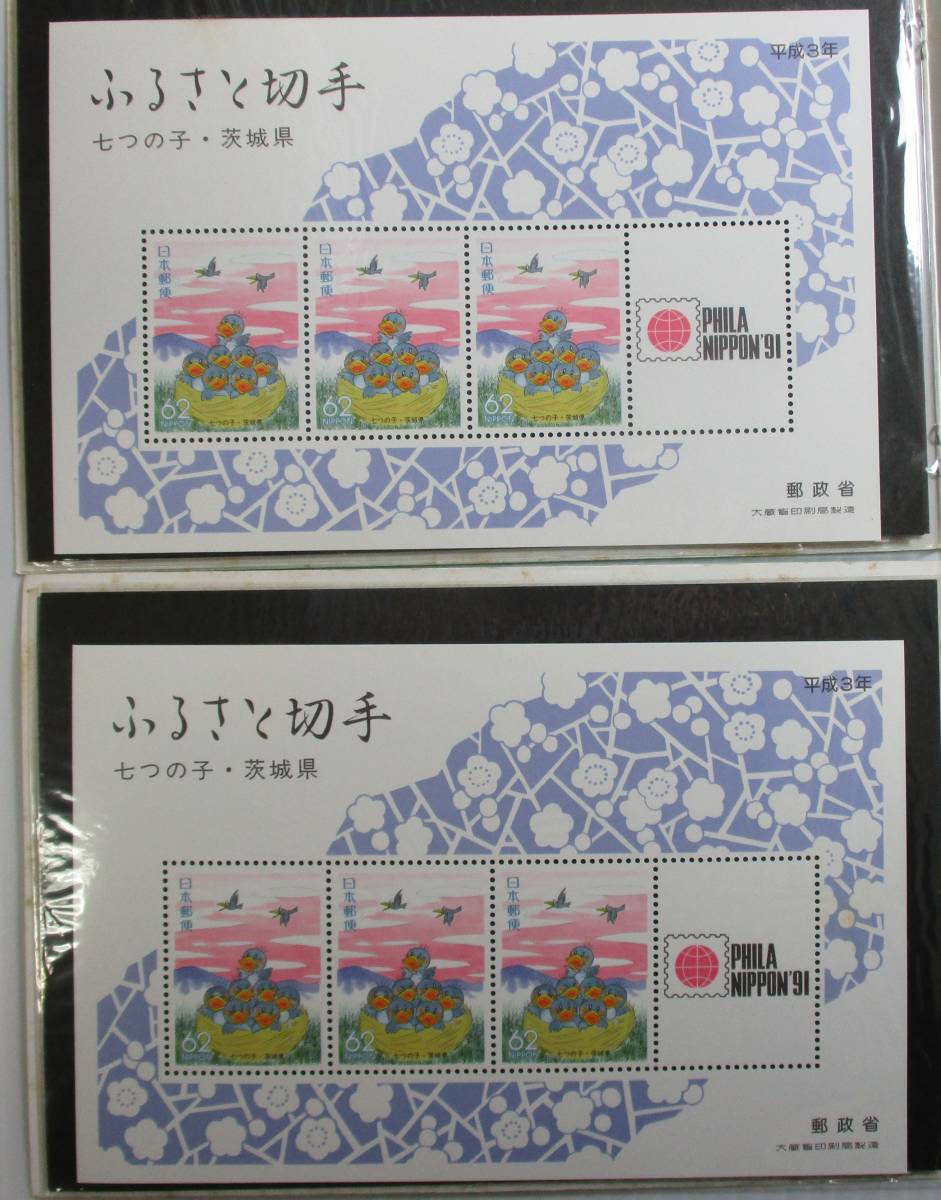 平成3年
ふるさと切手
七つの子・茨城県
日本郵便
日本郵便
日本郵便
PHILA
NIPPON'91
62
NIPPON
七つの子・茨城県
62
NIPPON
七つの子・茨城県
62
NIPPON
七つの子・茨城県
郵政省
大蔵省印刷局製造
平成3年
ふるさと切手
七つの子・茨城県
日本郵便
日本郵便
日本郵便
PHILA
NIPPON'91
62
NIPPON
七つの子・茨城県
62
NIPPON
七つの子・茨城県
62
NIPPON
七つの子・茨城県
郵政省
大蔵省印刷局製造